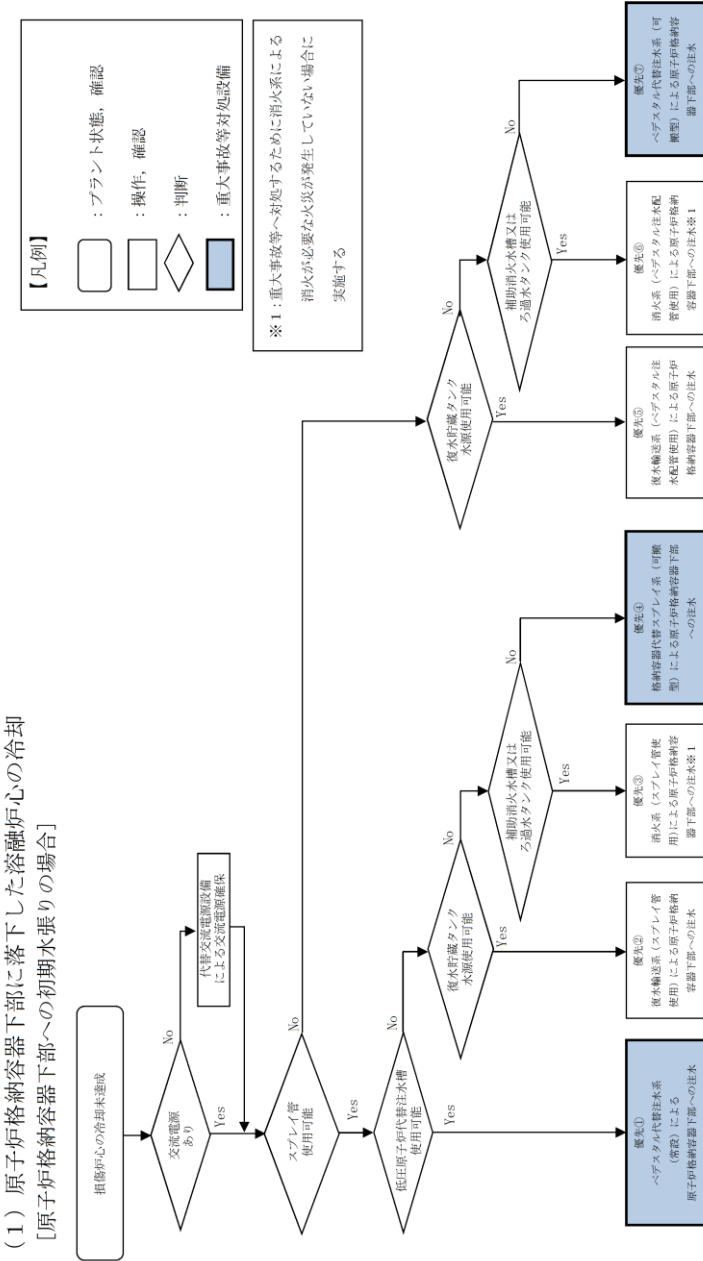 （１）原子炉格納容器下部に落下した溶融炉心の冷却
［原子炉格納容器下部への初期水張りの場合］
【凡例】
：プラント状態，確認
：操作，確認
：判断
：重大事故等対処設備
※１：重大事故等へ対処するために消火系による
消火が必要な火災が発生していない場合に
実施する
損傷炉心の冷却未達成
交流電源
あり
No
Yes
代替交流電源設備
による交流電源確保
スプレイ管
使用可能
No
Yes
低圧原子炉代替注水槽
使用可能
No
Yes
復水貯蔵タンク
水源使用可能
No
Yes
補助消火水槽又は
ろ過水タンク使用可能
No
Yes
復水貯蔵タンク
水源使用可能
No
Yes
補助消火水槽又は
ろ過水タンク使用可能
No
Yes
優先①
ペデスタル代替注水系
（常設）による
原子炉格納容器下部への注水
優先②
復水輸送系（スプレイ管
使用）による原子炉格納
容器下部への注水
優先③
消火系（スプレイ管使
用）による原子炉格納容
器下部への注水※１
優先④
格納容器代替スプレイ系（可搬
型）による原子炉格納容器下部
への注水
優先⑤
復水輸送系（ペデスタル注
水配管使用）による原子炉
格納容器下部への注水
優先⑥
消火系（ペデスタル注水配
管使用）による原子炉格納
容器下部への注水※１
優先⑦
ペデスタル代替注水系（可
搬型）による原子炉格納容
器下部への注水